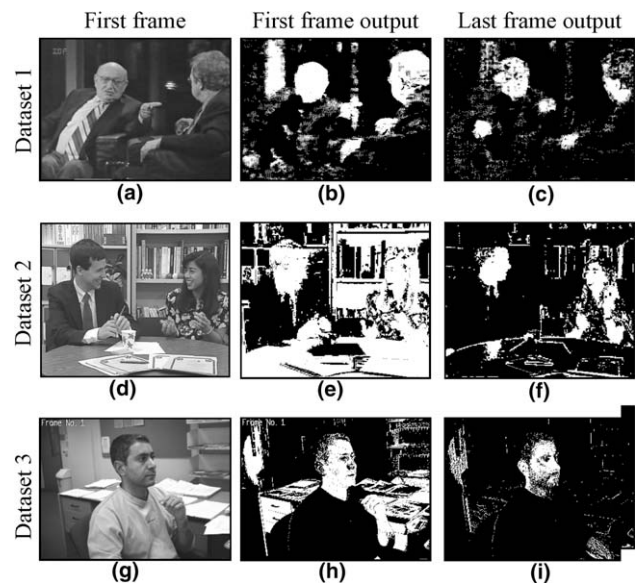 First frame First frame output Last frame output
Dataset 1
(a) (b) (c)
Dataset 2
(d) (e) (f)
Dataset 3
Frame No. 1 Frame No. 1
(g) (h) (i)